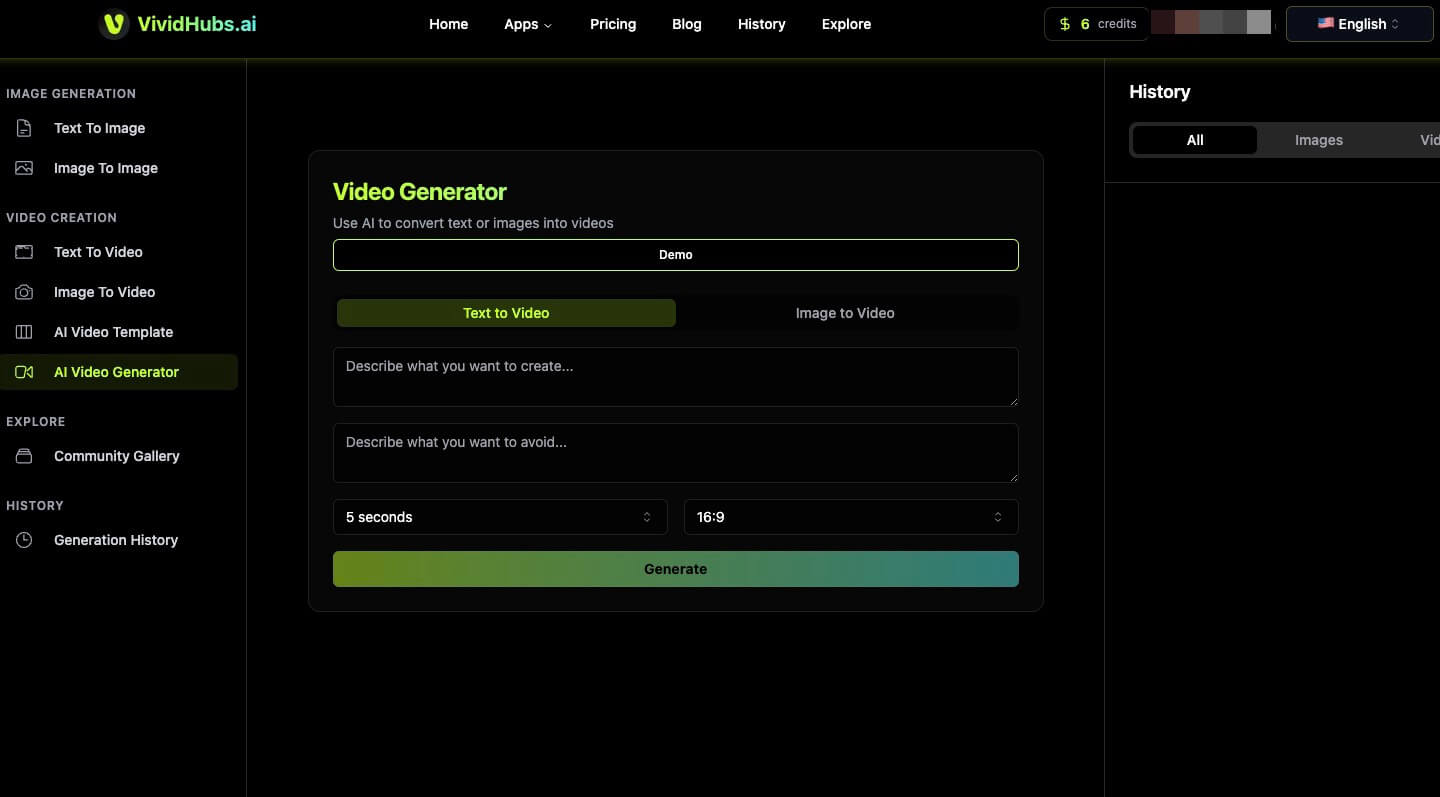 VividHubs.ai
Home Apps Pricing Blog History Explore
$ 6 credits
🇺🇸 English
IMAGE GENERATION
Text To Image
Image To Image
VIDEO CREATION
Text To Video
Image To Video
AI Video Template
AI Video Generator
EXPLORE
Community Gallery
HISTORY
Generation History
Video Generator
Use AI to convert text or images into videos
Demo
Text to Video Image to Video
Describe what you want to create...
Describe what you want to avoid...
5 seconds 16:9
Generate
History
All Images Vid